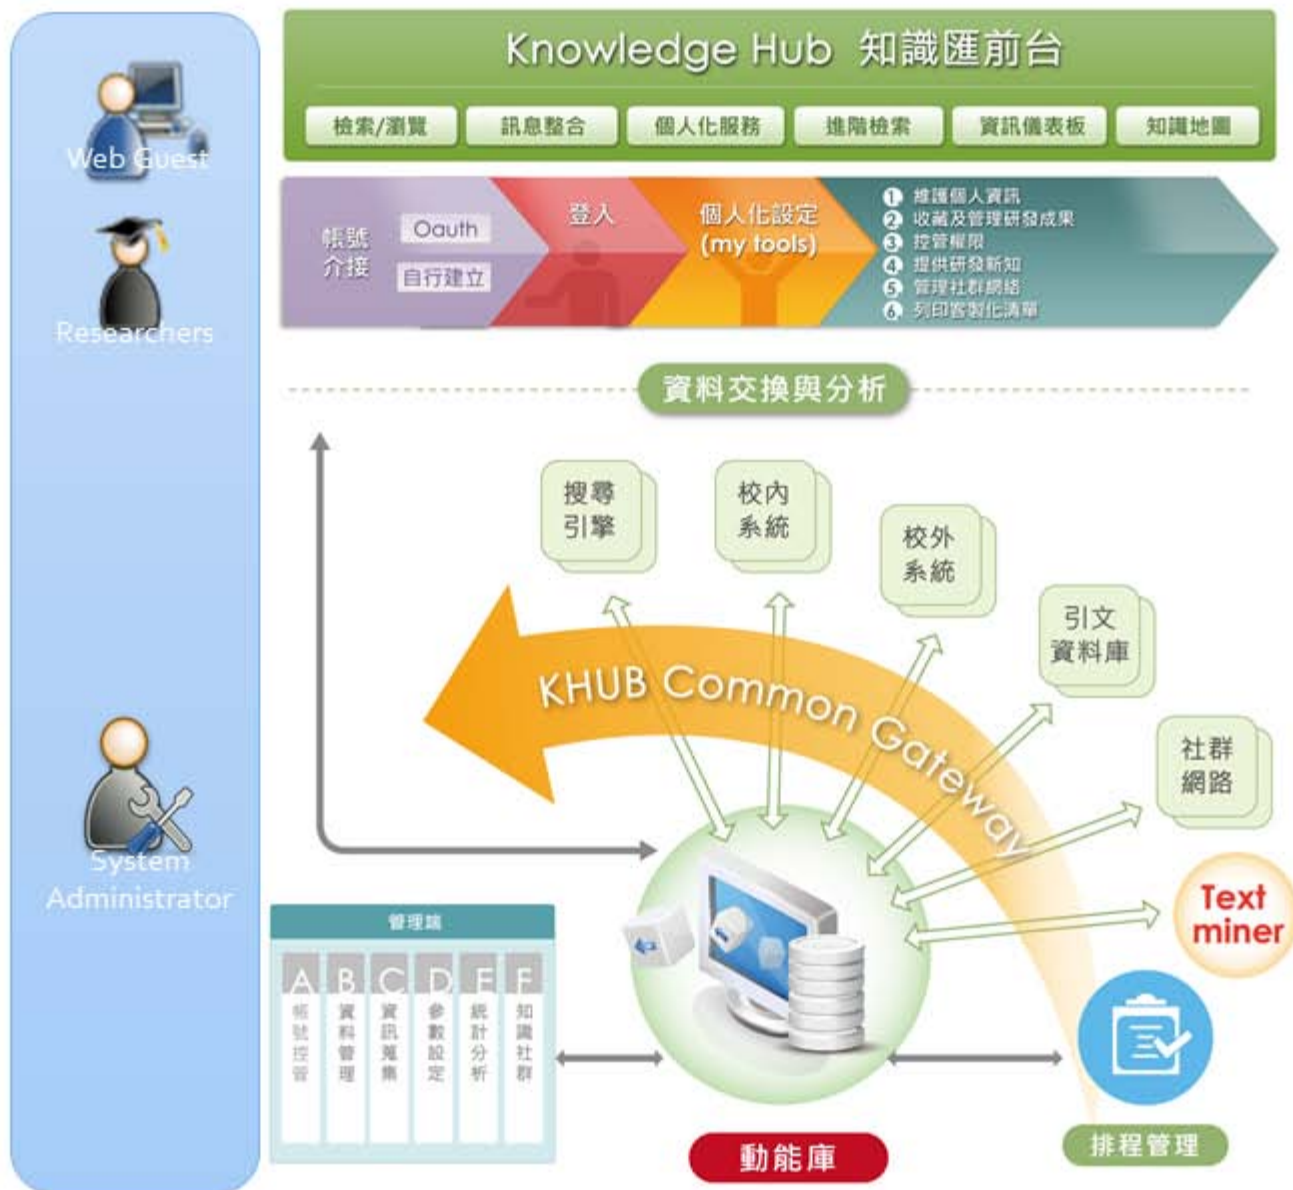 Web Guest
Researchers
System
Administrator
Knowledge Hub 知識匯前台
檢索/瀏覽
訊息整合
個人化服務
進階檢索
資訊儀表板
知識地圖
帳號
介接
Oauth
自行建立
登入
個人化設定
(my tools)
1 維護個人資訊
2 收藏及管理研發成果
3 控管權限
4 提供研發新知
5 管理社群網絡
6 列印客製化清單
資料交換與分析
搜尋
引擎
校內
系統
校外
系統
引文
資料庫
社群
網路
Text
miner
KHUB Common Gateway
管理端
A
帳號控管
B
資料管理
C
資訊蒐集
D
參數設定
E
統計分析
F
知識社群
動能庫
排程管理